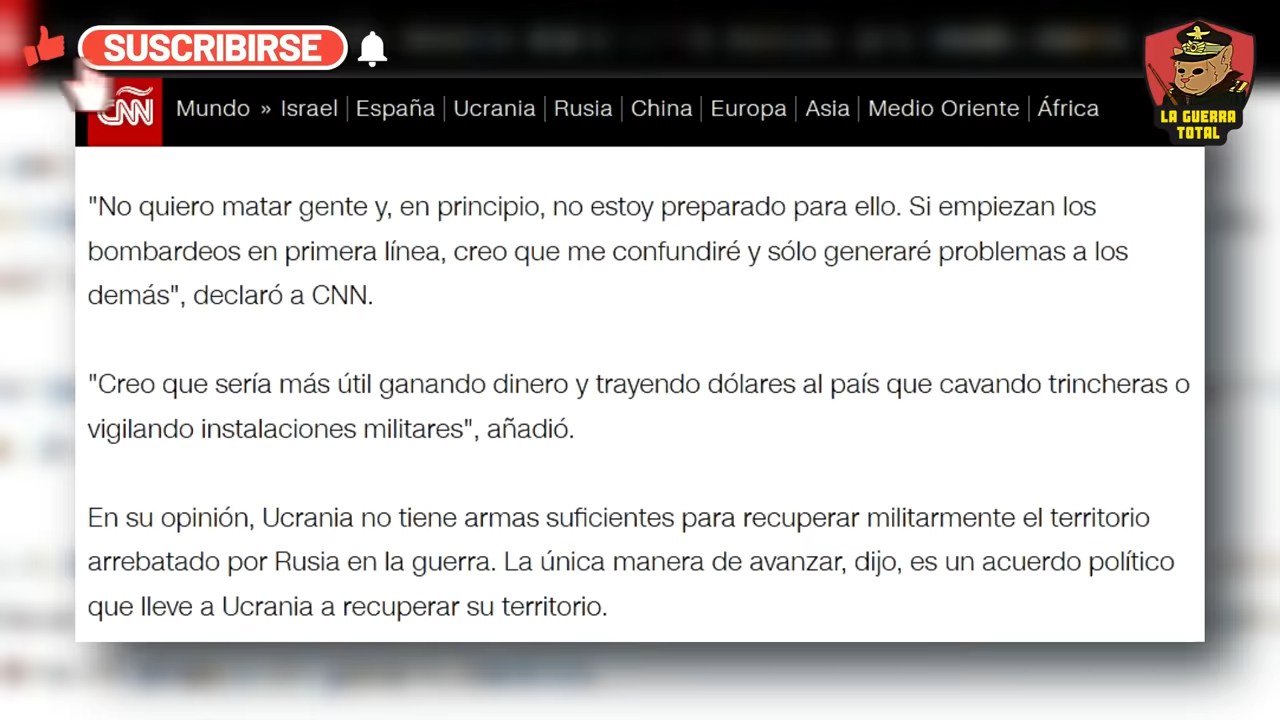 SUSCRIBIRSE
LA GUERRA
TOTAL
CNN
Mundo » Israel | España | Ucrania | Rusia | China | Europa | Asia | Medio Oriente | África
"No quiero matar gente y, en principio, no estoy preparado para ello. Si empiezan los
bombardeos en primera línea, creo que me confundiré y sólo generaré problemas a los
demás", declaró a CNN.
"Creo que sería más útil ganando dinero y trayendo dólares al país que cavando trincheras o
vigilando instalaciones militares", añadió.
En su opinión, Ucrania no tiene armas suficientes para recuperar militarmente el territorio
arrebatado por Rusia en la guerra. La única manera de avanzar, dijo, es un acuerdo político
que lleve a Ucrania a recuperar su territorio.